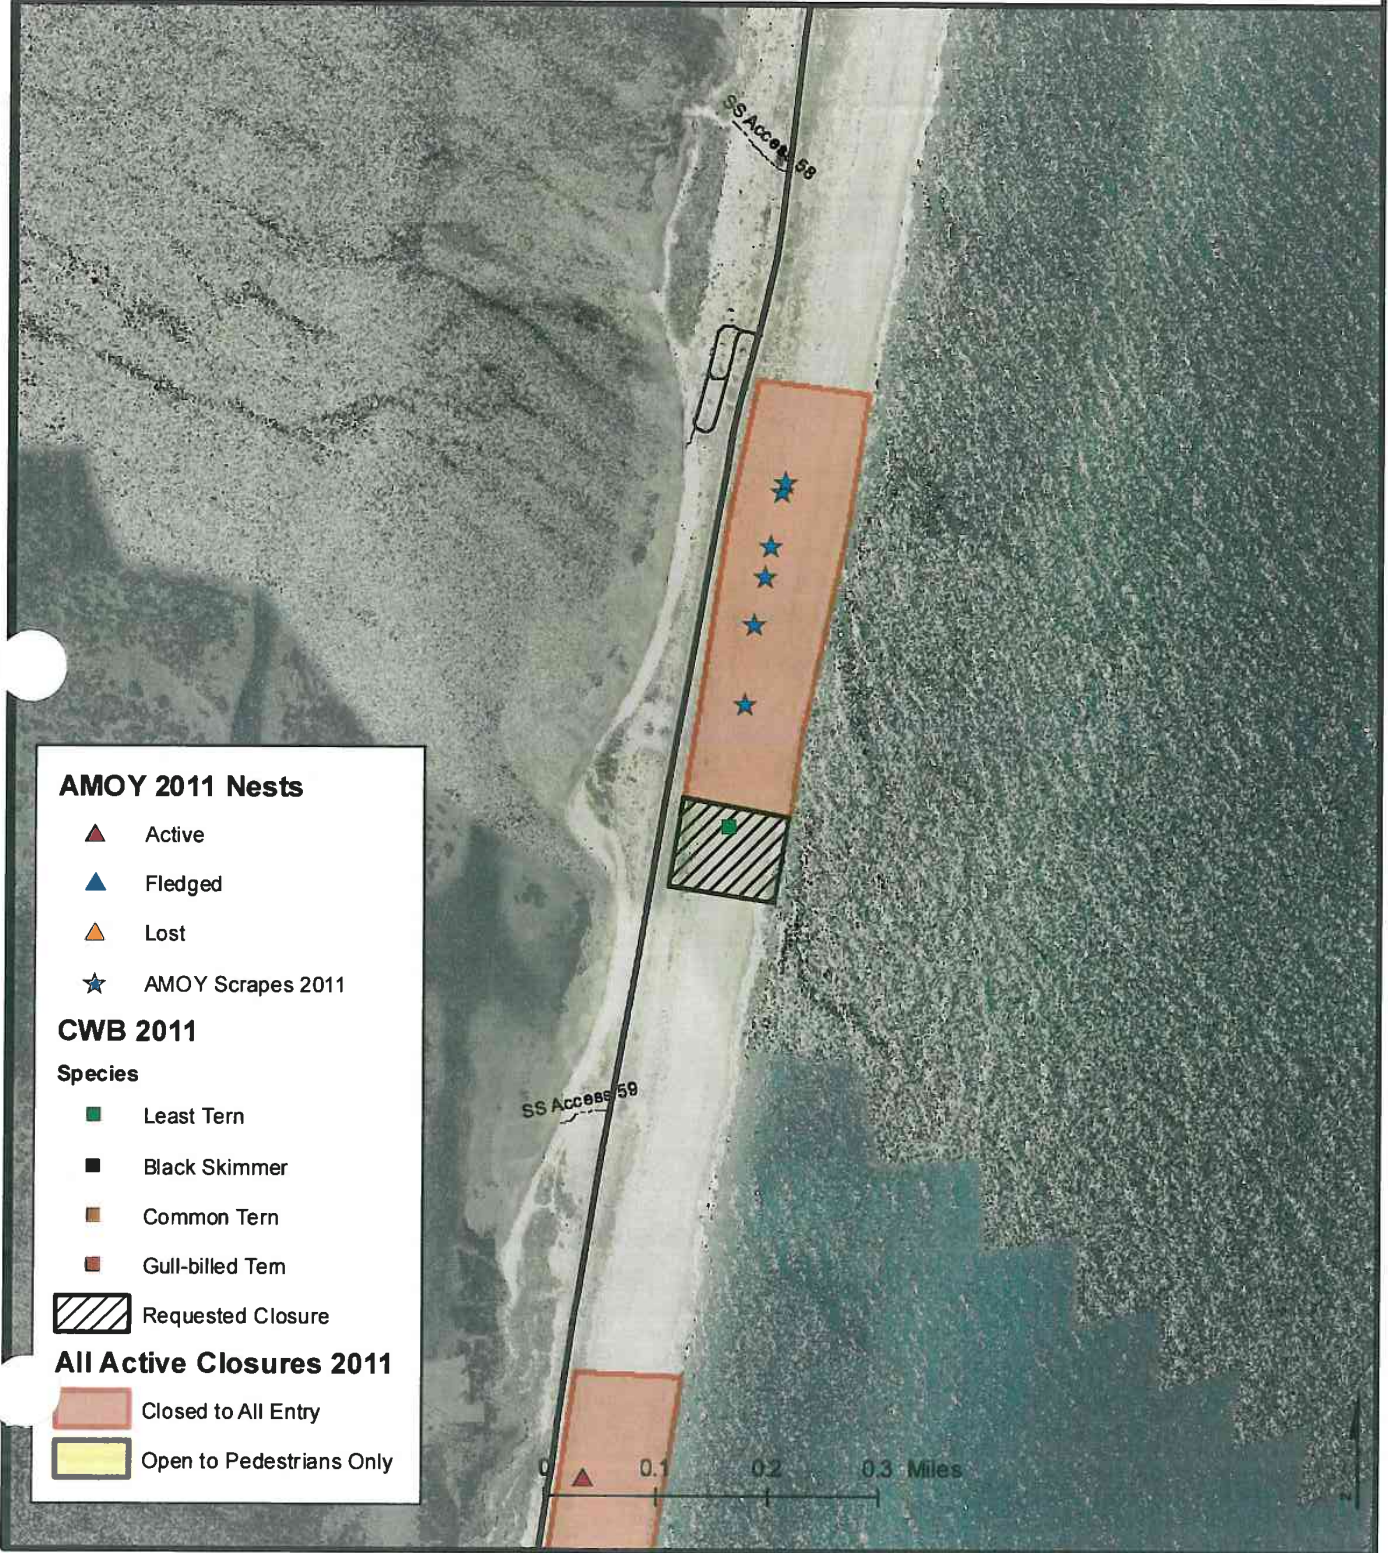 SS Access 58
AMOY 2011 Nests
Active
Fledged
Lost
AMOY Scrapes 2011
CWB 2011
Species
Least Tern
Black Skimmer
Common Tern
Gull-billed Tern
Requested Closure
All Active Closures 2011
Closed to All Entry
Open to Pedestrians Only
SS Access 59
0 0.1 0.2 0.3 Miles
N